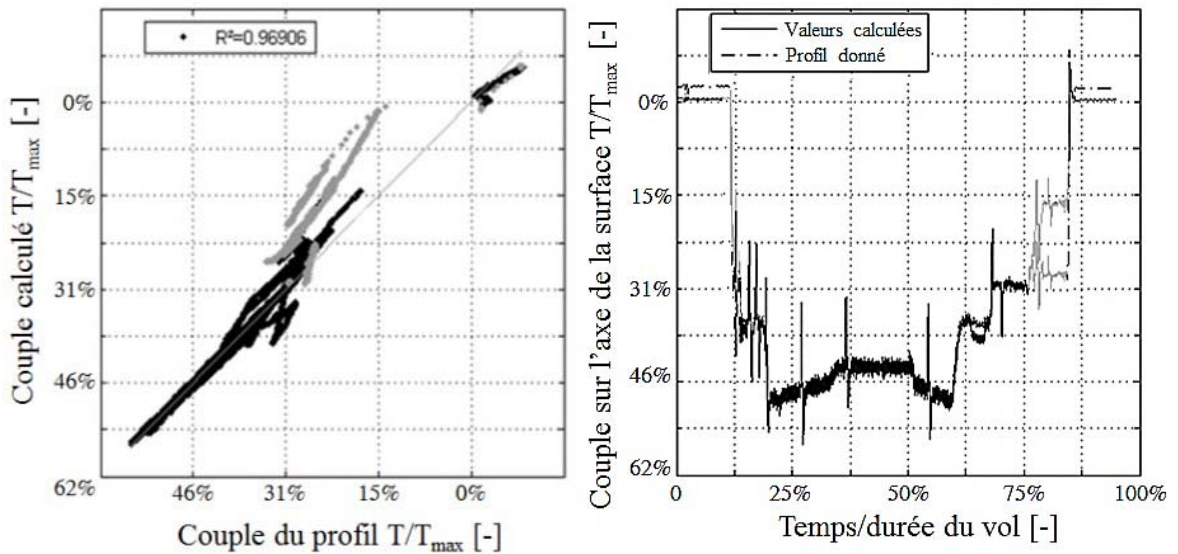 R²=0.96906
Couple calculé T/Tmax [-]
0%
15%
31%
46%
62%
46%
31%
15%
0%
Couple du profil T/Tmax [-]
Valeurs calculées
Profil donné
Couple sur l'axe de la surface T/Tmax [-]
0%
15%
31%
46%
62%
0
25%
50%
75%
100%
Temps/durée du vol [-]